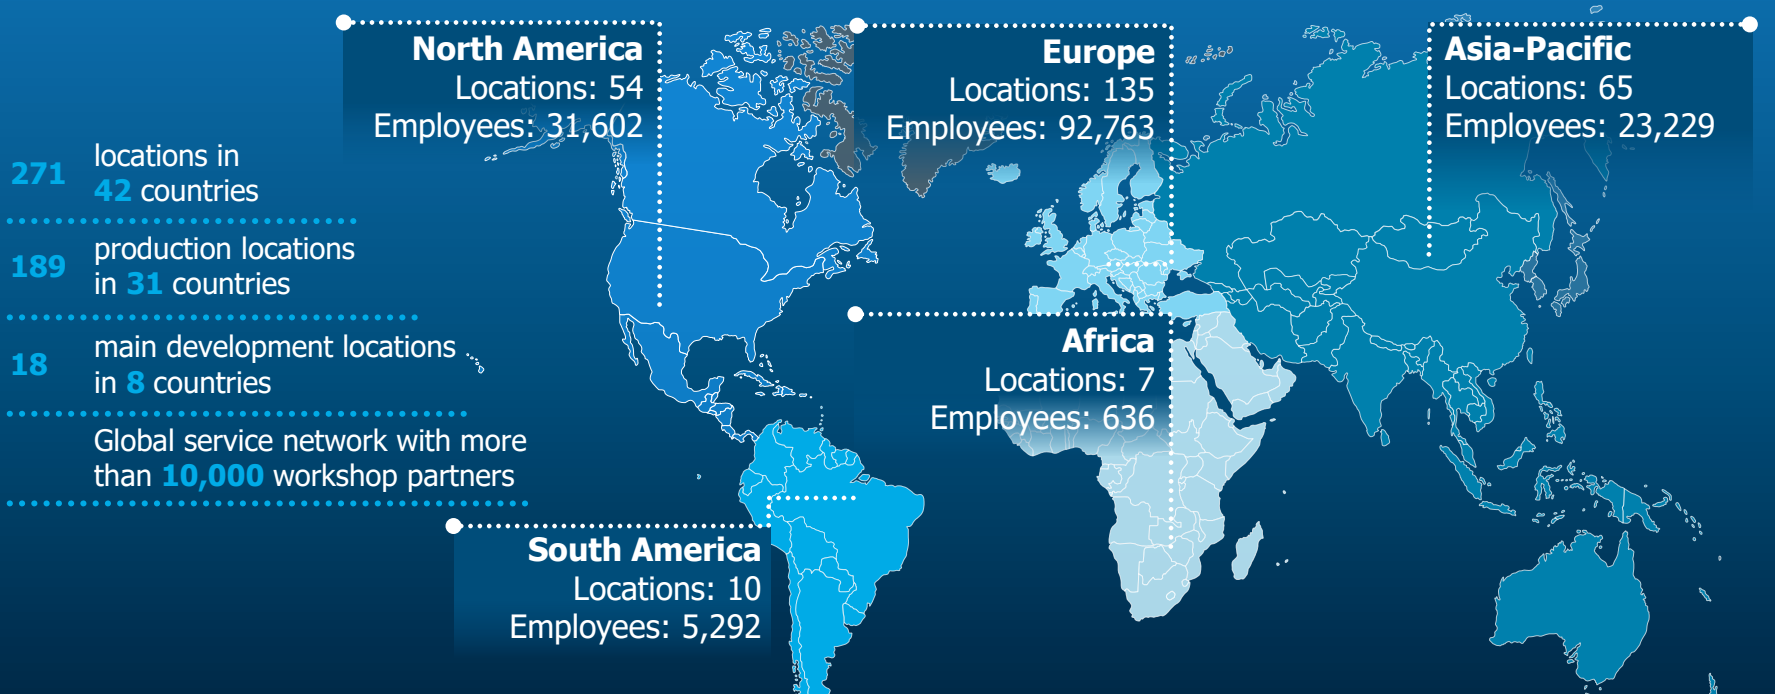 North America
Locations: 54
Employees: 31,602
Europe
Locations: 135
Employees: 92,763
Asia-Pacific
Locations: 65
Employees: 23,229
271
locations in
42 countries
189
production locations
in 31 countries
18
main development locations
in 8 countries
Global service network with more
than 10,000 workshop partners
Africa
Locations: 7
Employees: 636
South America
Locations: 10
Employees: 5,292